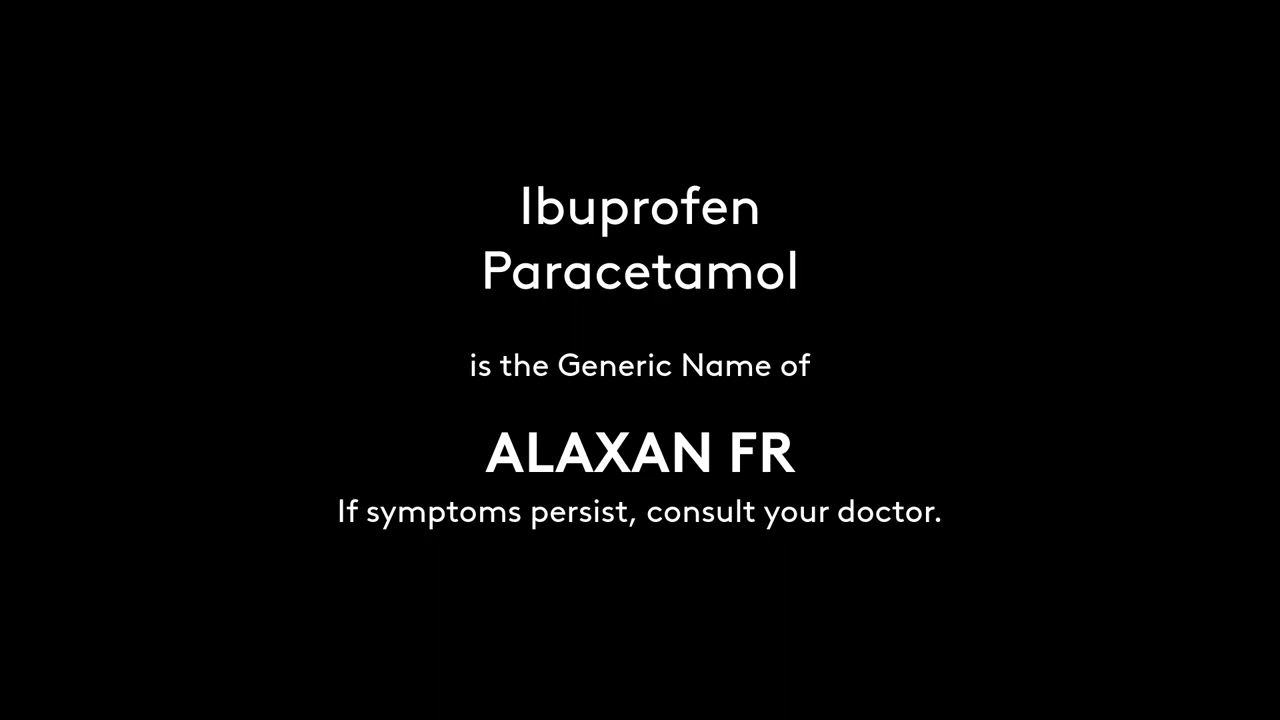 Ibuprofen
Paracetamol
is the Generic Name of
ALAXAN FR
If symptoms persist, consult your doctor.